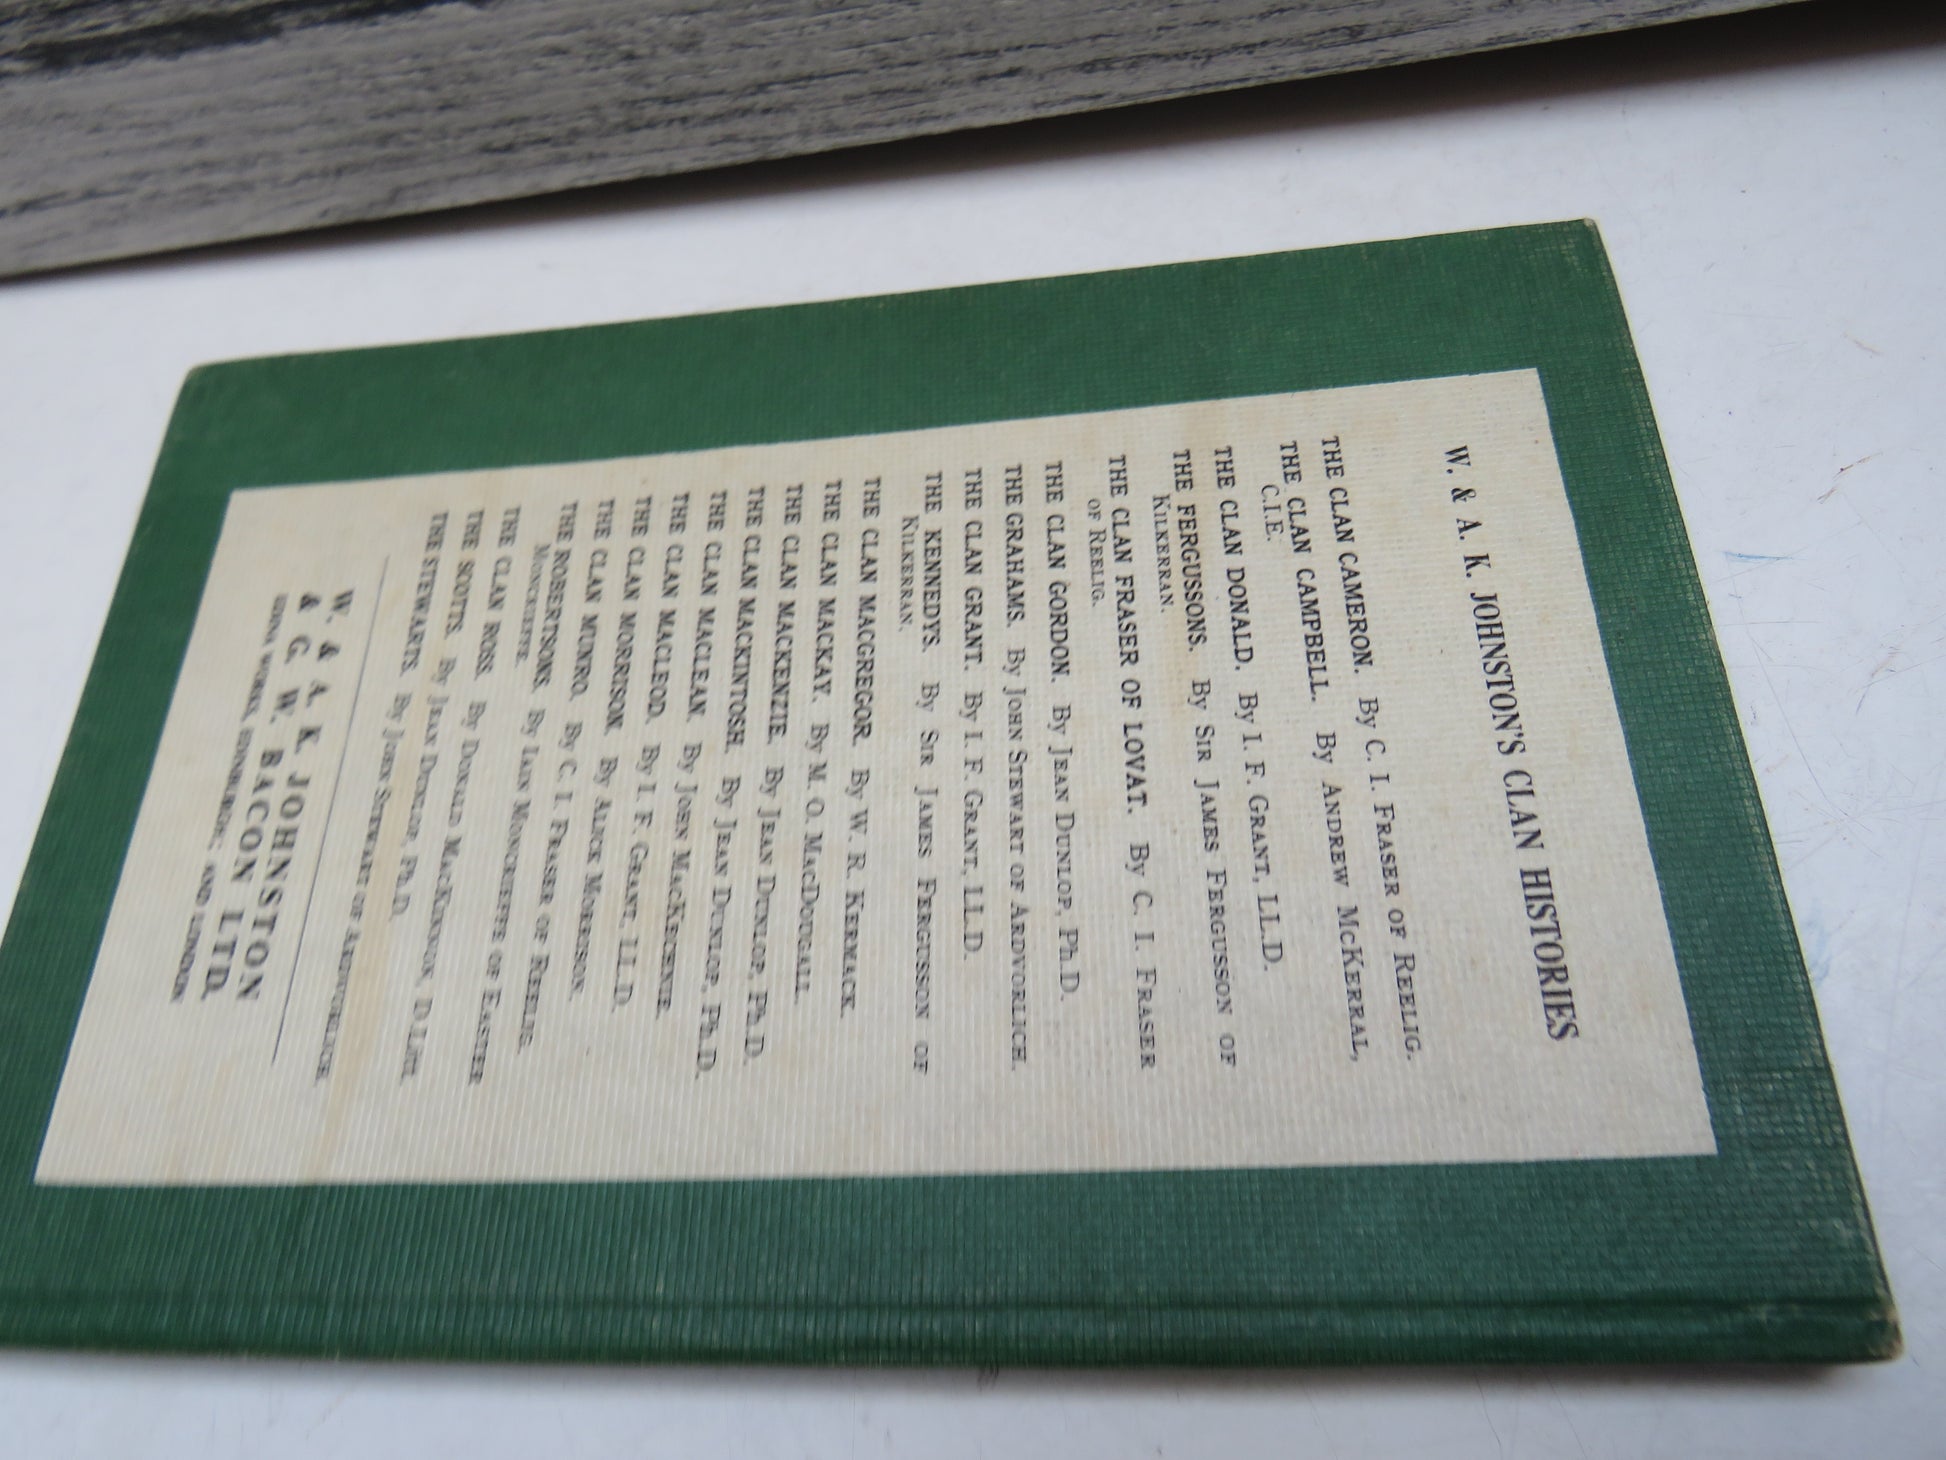 W. & A. K. JOHNSTON'S CLAN HISTORIES
THE CLAN CAMERON. By C. I. FRASER OF REELIG.
THE CLAN CAMPBELL. By ANDREW MCKERRAL,
C.I.E.
THE CLAN DONALD. By I. F. GRANT, LL.D.
THE FERGUSSONS. By SIR JAMES FERGUSSON OF
KILKERRAN.
THE CLAN FRASER OF LOVAT. By C. I. FRASER
OF REELIG.
THE CLAN GORDON. By JEAN DUNLOP, Ph.D.
THE GRAHAMS. By JOHN STEWART OF ARDVORLICH.
THE CLAN GRANT. By I. F. GRANT, LL.D.
THE KENNEDYS. By SIR JAMES FERGUSSON OF
KILKERRAN.
THE CLAN MACGREGOR. By W. R. KERMACK.
THE CLAN MACKAY. By M. O. MACDOUGALL.
THE CLAN MACKENZIE. By JEAN DUNLOP, Ph.D.
THE CLAN MACKINTOSH. By JEAN DUNLOP, Ph.D.
THE CLAN MACLEAN. By JOHN MACKECHNIE.
THE CLAN MACLEOD. By I. F. GRANT, LL.D.
THE CLAN MORRISON. By ALICK MORRISON.
THE CLAN MUNRO. By C. I. FRASER OF REELIG.
THE ROBERTSONS. By IAIN MONCREIFFE OF EASTER
MONCREIFFE.
THE CLAN ROSS. By DONALD MACKINNON, D.Litt.
THE SCOTTS. By JEAN DUNLOP, Ph.D.
THE STEWARTS. By JOHN STEWART OF ARDVORLICH.
W. & A. K. JOHNSTON
& G. W. BACON LTD.
EDINA WORKS, EDINBURGH; AND LONDON